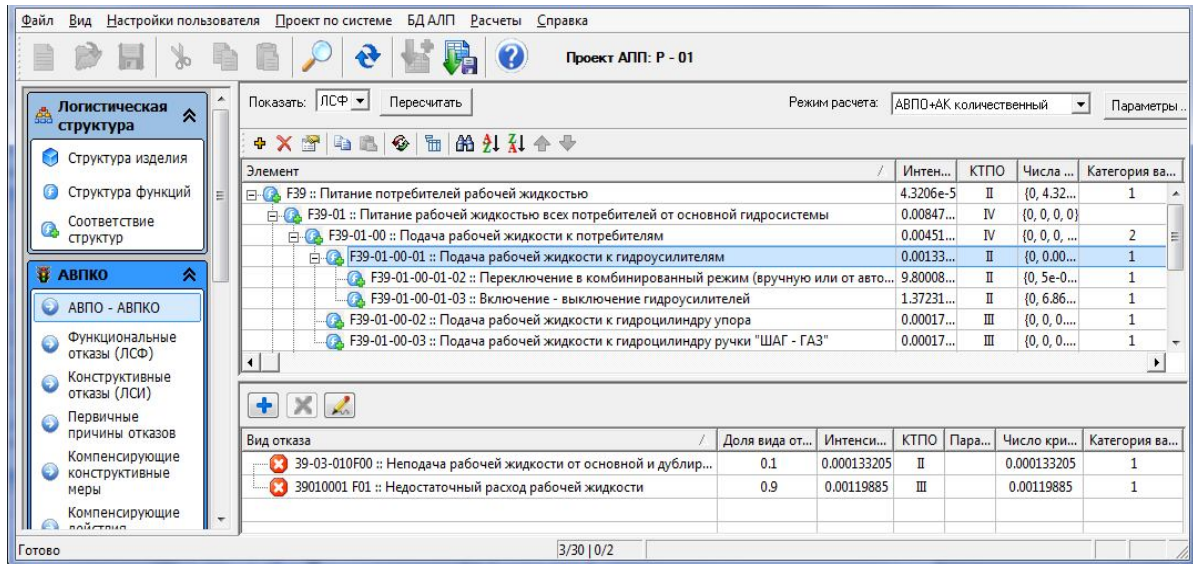 Файл Вид Настройки пользователя Проект по системе БД АЛП Расчеты Справка
Проект АПП: Р - 01
Логистическая структура
Структура изделия
Структура функций
Соответствие структур
АВПКО
АВПО - АВПКО
Функциональные отказы (ЛСФ)
Конструктивные отказы (ЛСИ)
Первичные причины отказов
Компенсирующие конструктивные меры
Компенсирующие
Показать: ЛСФ Пересчитать Режим расчета: АВПО+АК количественный Параметры ..
Элемент / Интен... КТПО Числа ... Категория ва...
F39 :: Питание потребителей рабочей жидкостью 4.3206e-5 II {0, 4.32... 1
F39-01 :: Питание рабочей жидкостью всех потребителей от основной гидросистемы 0.00847... IV {0, 0, 0, 0}
F39-01-00 :: Подача рабочей жидкости к потребителям 0.00451... IV {0, 0, 0, ... 2
F39-01-00-01 :: Подача рабочей жидкости к гидроусилителям 0.00133... II {0, 0.00... 1
F39-01-00-01-02 :: Переключение в комбинированный режим (вручную или от авто... 9.80008... II {0, 5e-0... 1
F39-01-00-01-03 :: Включение - выключение гидроусилителей 1.37231... II {0, 6.86... 1
F39-01-00-02 :: Подача рабочей жидкости к гидроцилиндру упора 0.00017... III {0, 0, 0.... 1
F39-01-00-03 :: Подача рабочей жидкости к гидроцилиндру ручки "ШАГ - ГАЗ" 0.00017... III {0, 0, 0.... 1
Вид отказа / Доля вида от... Интенси... КТПО Пара... Число кри... Категория ва...
39-03-010F00 :: Неподача рабочей жидкости от основной и дублир... 0.1 0.000133205 II 0.000133205 1
39010001 F01 :: Недостаточный расход рабочей жидкости 0.9 0.00119885 III 0.00119885 1
Готово 3/30 | 0/2